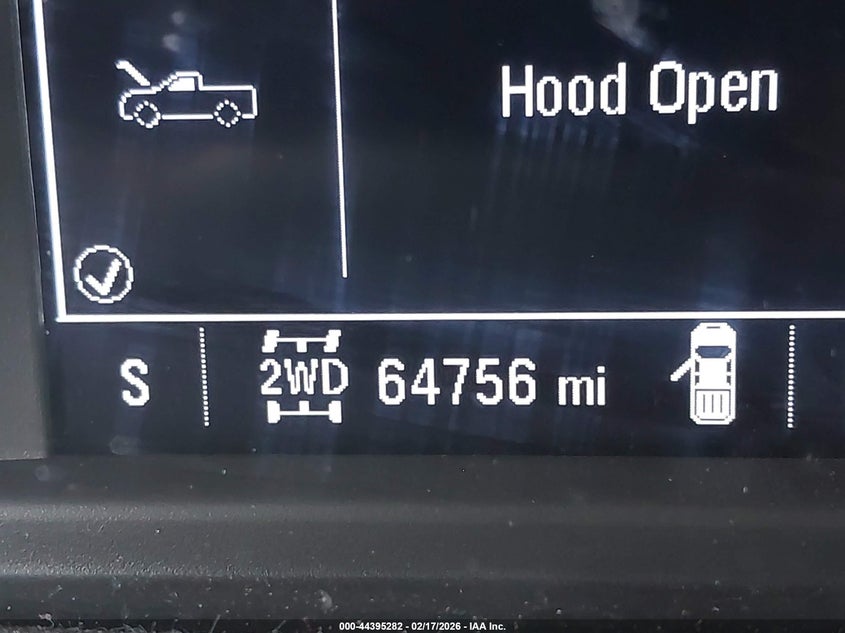 Hood Open
S 2WD 64756 mi
000-44395282 - 02/17/2026 - IAA Inc.